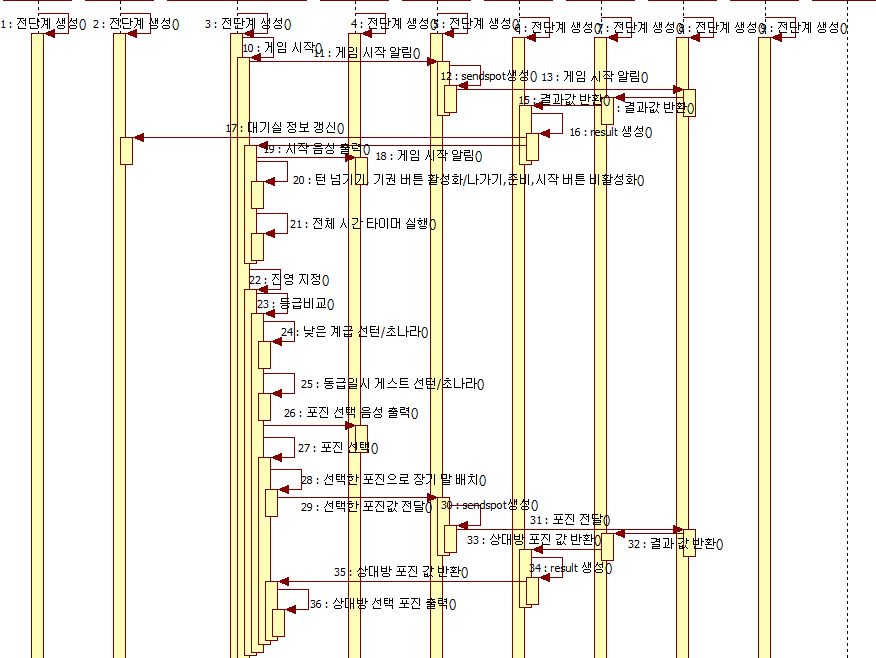 1 : 전단계 생성()
2 : 전단계 생성()
3 : 전단계 생성()
4 : 전단계 생성()
5 : 전단계 생성()
6 : 전단계 생성()
7 : 전단계 생성()
8 : 전단계 생성()
9 : 전단계 생성()
10 : 게임 시작()
11 : 게임 시작 알림()
12 : sendspot생성()
13 : 게임 시작 알림()
: 결과값 반환()
15 : 결과값 반환()
16 : result 생성()
17 : 대기실 정보 갱신()
18 : 게임 시작 알림()
19 : 시작 음성 출력()
20 : 턴 넘기기, 기권 버튼 활성화/나가기,준비,시작 버튼 비활성화()
21 : 전체 시간 타이머 실행()
22 : 진영 지정()
23 : 등급비교()
24 : 낮은 계급 선턴/초나라()
25 : 동급일시 게스트 선턴/초나라()
26 : 포진 선택 음성 출력()
27 : 포진 선택()
28 : 선택한 포진으로 장기 말 배치()
29 : 선택한 포진값 전달()
30 : sendspot생성()
31 : 포진 전달()
32 : 결과 값 반환()
33 : 상대방 포진 값 반환()
34 : result 생성()
35 : 상대방 포진 값 반환()
36 : 상대방 선택 포진 출력()